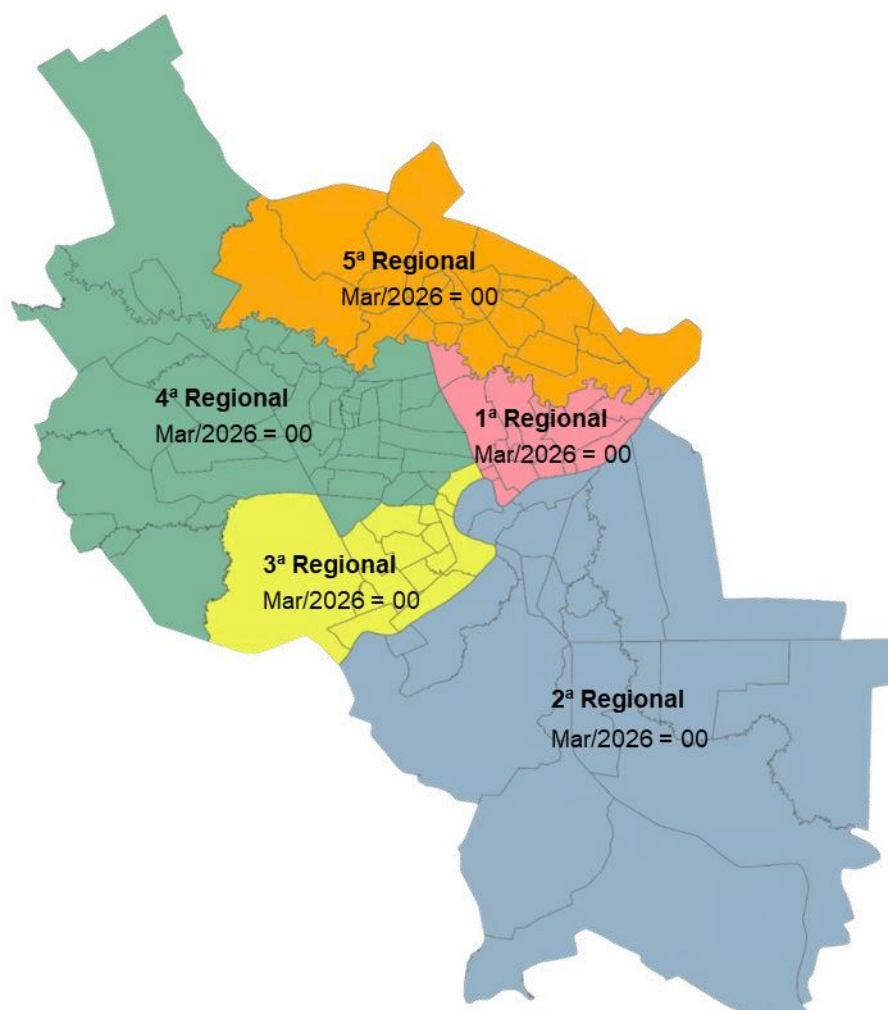 5ª Regional
Mar/2026 = 00
4ª Regional
Mar/2026 = 00
1ª Regional
Mar/2026 = 00
3ª Regional
Mar/2026 = 00
2ª Regional
Mar/2026 = 00